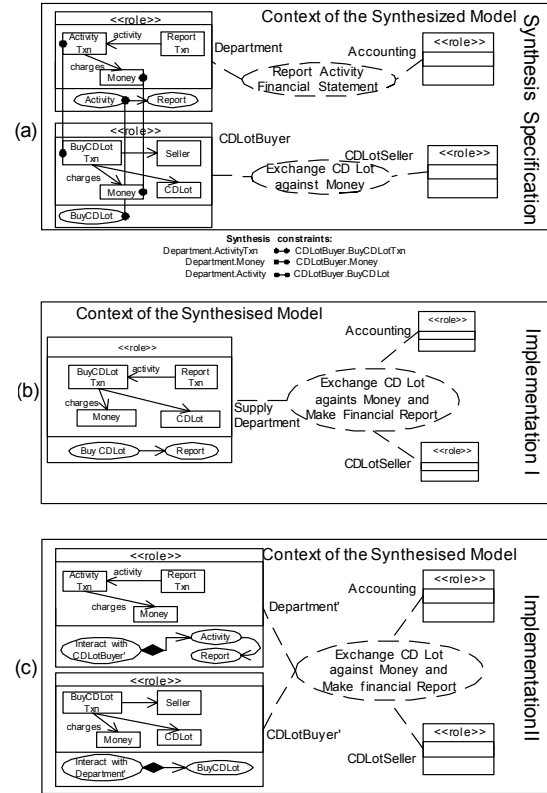 <<role>>
Context of the Synthesized Model
Activity
Txn
activity
Report
Txn
charges
Money
Activity
Report
Department
Accounting
<<role>>
Report Activity
Financial Statement
Synthesis Specification
(a)
<<role>>
BuyCDLot
Txn
Seller
charges
Money
CDLot
BuyCDLot
CDLotBuyer
CDLotSeller
<<role>>
Exchange CD Lot
against Money
Synthesis constraints:
Department.ActivityTxn CDLotBuyer.BuyCDLotTxn
Department.Money CDLotBuyer.Money
Department.Activity CDLotBuyer.BuyCDLot
Context of the Synthesised Model
<<role>>
BuyCDLot
Txn
activity
Report
Txn
charges
Money
CDLot
Buy CDLot
Report
(b)
Supply
Department
Accounting
<<role>>
Exchange CD Lot
againts Money and
Make Financial Report
CDLotSeller
<<role>>
Implementation I
<<role>>
Context of the Synthesised Model
Activity
Txn
activity
Report
Txn
charges
Money
Interact with
CDLotBuyer'
Activity
Report
Department'
Accounting
<<role>>
(c)
Exchange CD Lot
against Money and
Make financial Report
<<role>>
BuyCDLot
Txn
Seller
charges
Money
CDLot
Interact with
Department'
BuyCDLot
CDLotBuyer'
CDLotSeller
<<role>>
Implementation II